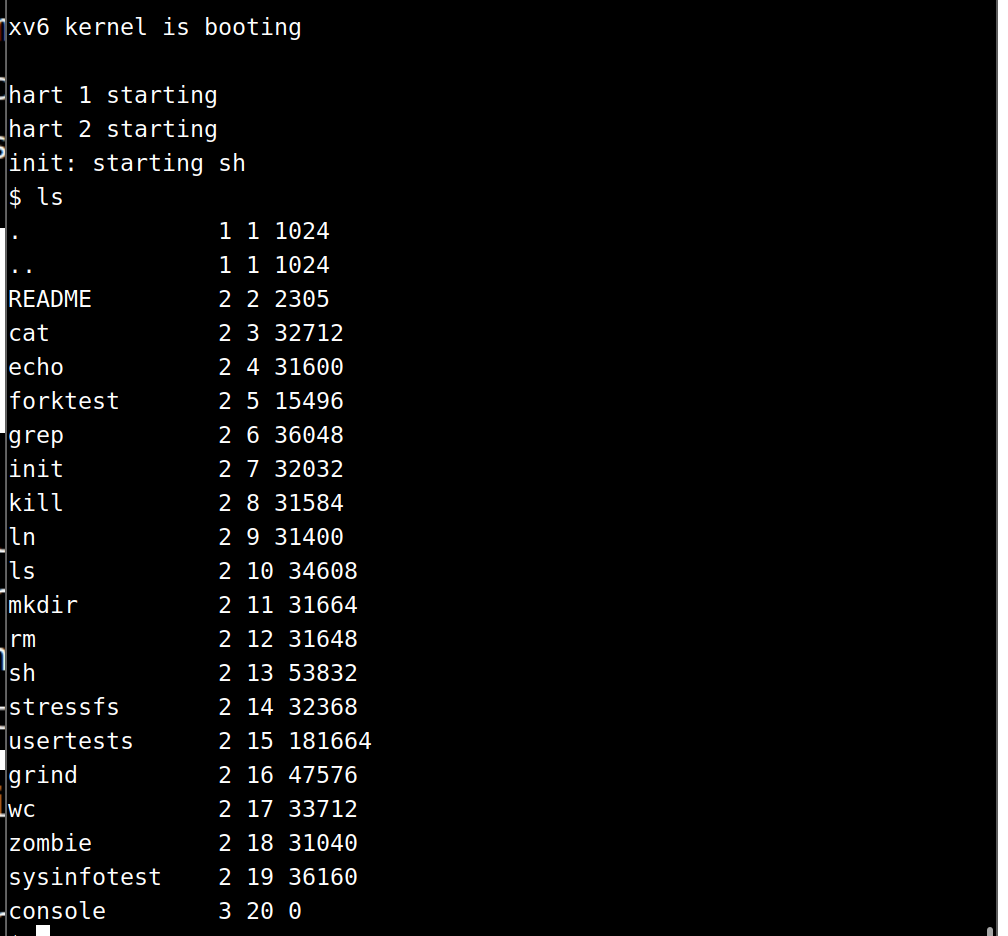 xv6 kernel is booting

hart 1 starting
hart 2 starting
init: starting sh
$ ls
.              1 1 1024
..             1 1 1024
README         2 2 2305
cat            2 3 32712
echo           2 4 31600
forktest       2 5 15496
grep           2 6 36048
init           2 7 32032
kill           2 8 31584
ln             2 9 31400
ls             2 10 34608
mkdir          2 11 31664
rm             2 12 31648
sh             2 13 53832
stressfs       2 14 32368
usertests      2 15 181664
grind          2 16 47576
wc             2 17 33712
zombie         2 18 31040
sysinfotest    2 19 36160
console        3 20 0